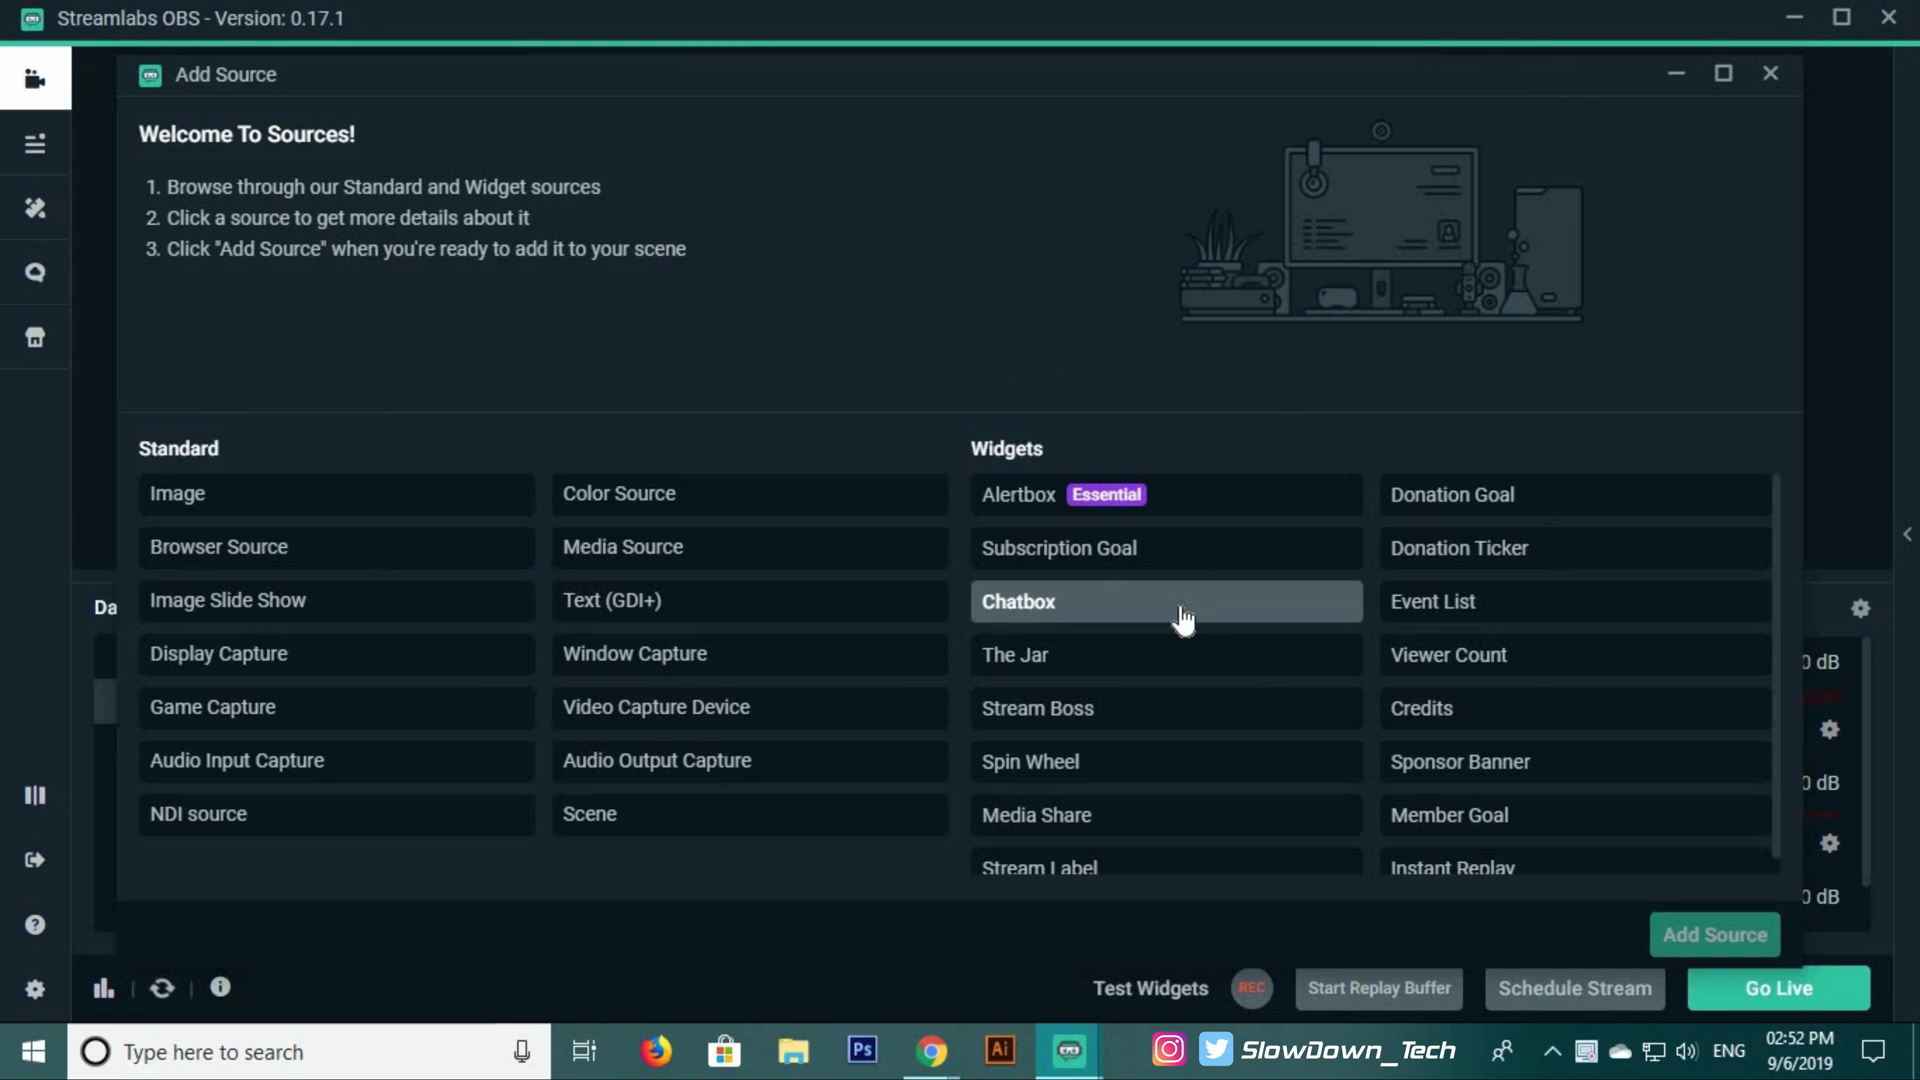 Streamlabs OBS - Version: 0.17.1
Add Source
Welcome To Sources!
1. Browse through our Standard and Widget sources
2. Click a source to get more details about it
3. Click "Add Source" when you're ready to add it to your scene
Standard
Widgets
Image
Color Source
Alertbox Essential
Donation Goal
Browser Source
Media Source
Subscription Goal
Donation Ticker
Image Slide Show
Text (GDI+)
Chatbox
Event List
Da
Display Capture
Window Capture
The Jar
Viewer Count
0 dB
Game Capture
Video Capture Device
Stream Boss
Credits
Audio Input Capture
Audio Output Capture
Spin Wheel
Sponsor Banner
0 dB
NDI source
Scene
Media Share
Member Goal
Stream Label
Instant Replay
0 dB
Add Source
Test Widgets
REC
Start Replay Buffer
Schedule Stream
Go Live
Type here to search
Ps
Ai
SlowDown_Tech
ENG
02:52 PM
9/6/2019